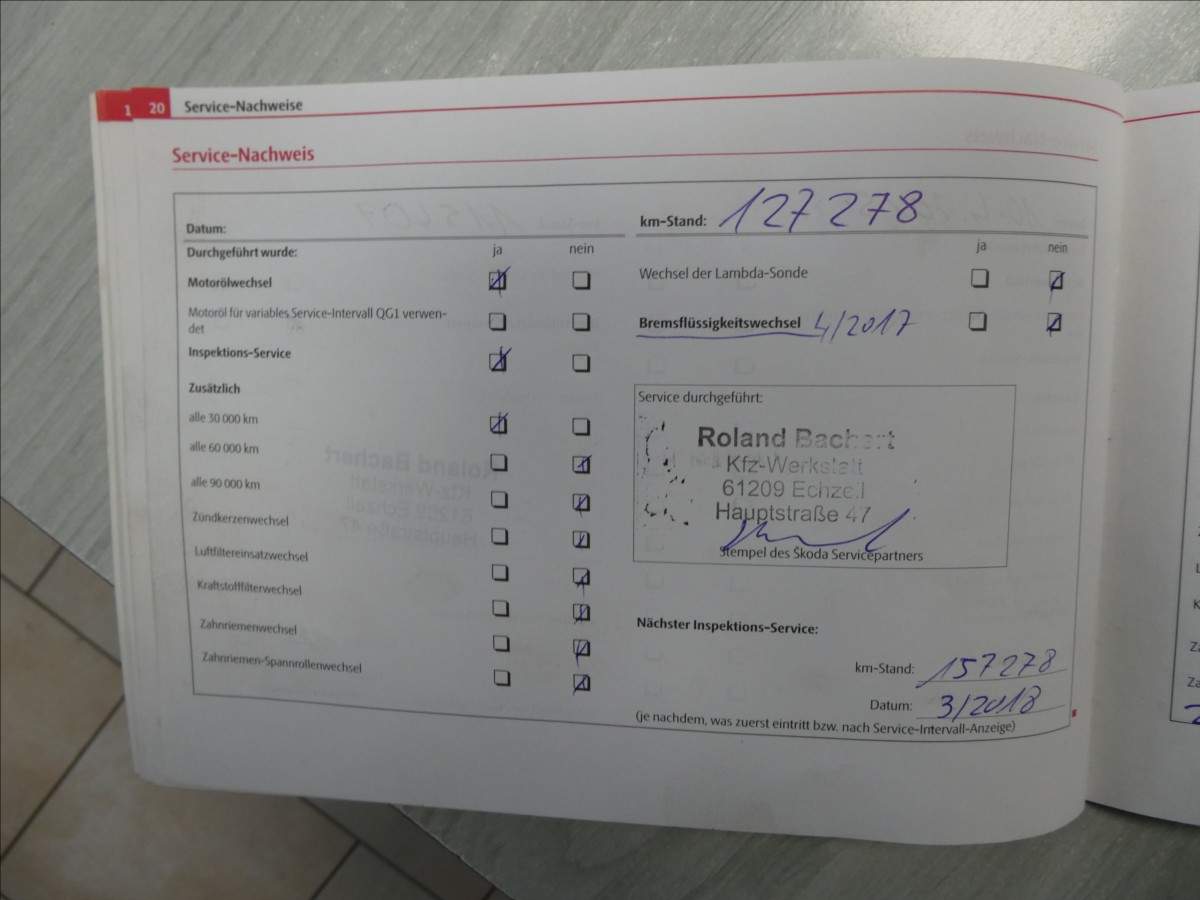 1 20 Service-Nachweise
Service-Nachweis
Datum:
Durchgeführt wurde: ja nein
Motorölwechsel
Motoröl für variables Service-Intervall QG1 verwen-
det
Inspektions-Service
Zusätzlich
alle 30 000 km
alle 60 000 km
alle 90 000 km
Zündkerzenwechsel
Luftfiltereinsatzwechsel
Kraftstofffilterwechsel
Zahnriemenwechsel
Zahnriemen-Spannrollenwechsel
km-Stand: 127 278
ja nein
Wechsel der Lambda-Sonde
Bremsflüssigkeitswechsel 4/2017
Service durchgeführt:
Roland Bachert
Kfz-Werkstatt
61209 Echzell
Hauptstraße 47
Stempel des Škoda Servicepartners
Nächster Inspektions-Service:
km-Stand: 157278
Datum: 3/2018
(je nachdem, was zuerst eintritt bzw. nach Service-Intervall-Anzeige)